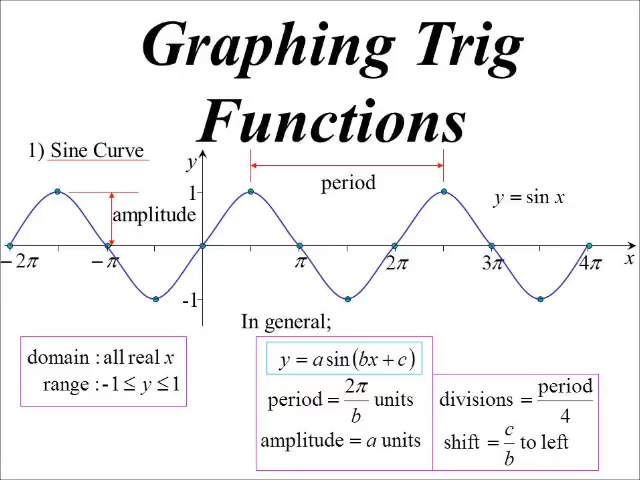 Graphing Trig
Functions
1) Sine Curve
y
period
1
amplitude
y = sin x
−2π
−π
π
2π
3π
4π
x
-1
In general;
domain : all real x
range : -1 ≤ y ≤ 1
y = a sin(bx + c)
period = 2π/b units
amplitude = a units
divisions = period/4
shift = c/b to left